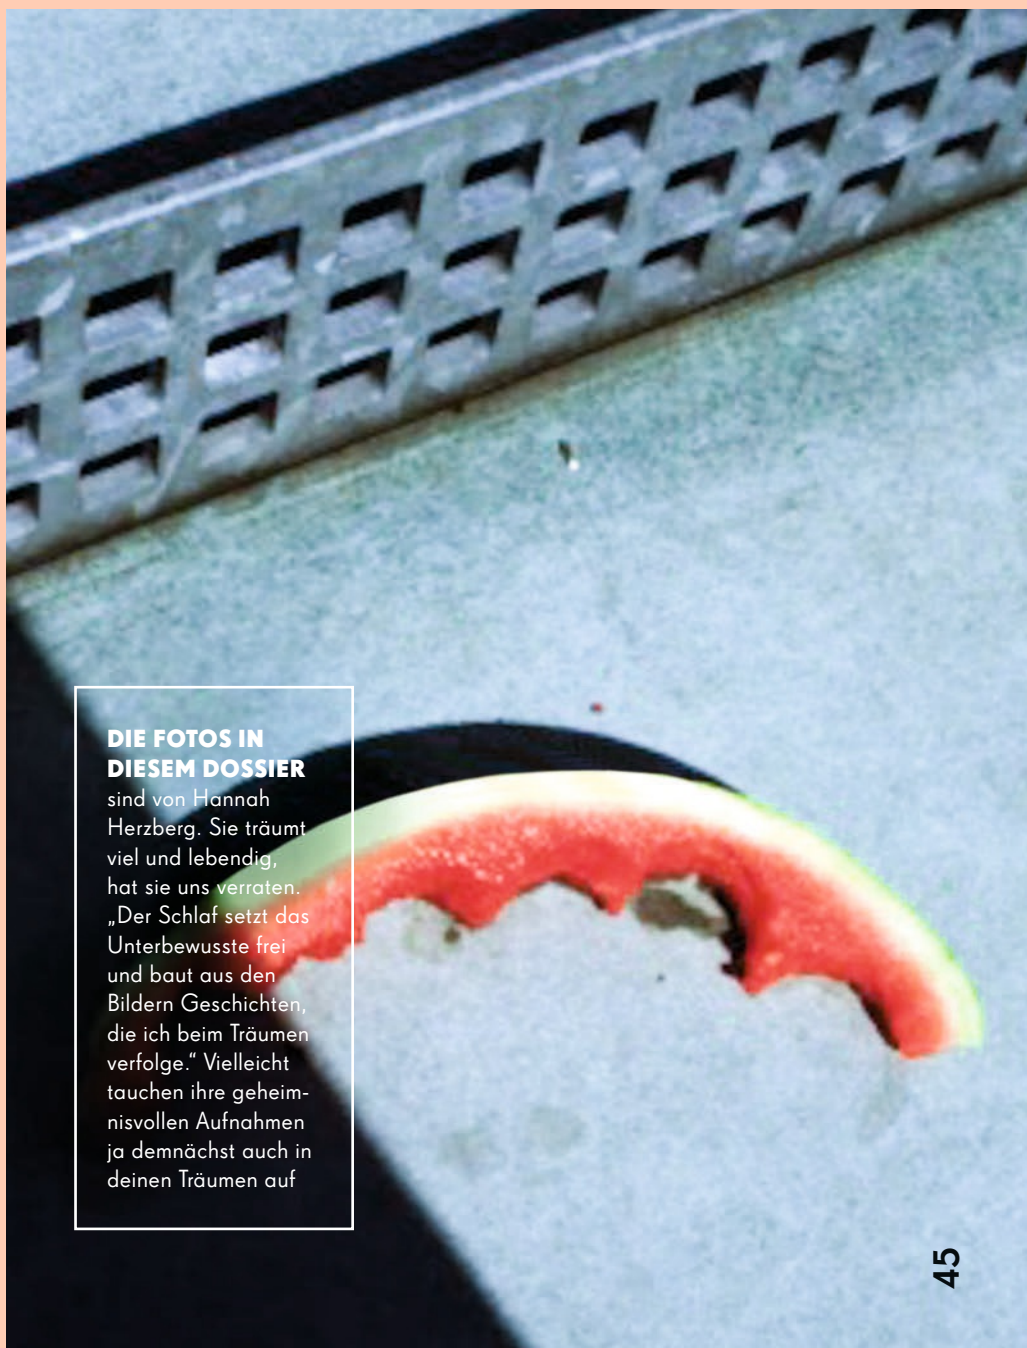 DIE FOTOS IN
DIESEM DOSSIER
sind von Hannah
Herzberg. Sie träumt
viel und lebendig,
hat sie uns verraten.
„Der Schlaf setzt das
Unterbewusste frei
und baut aus den
Bildern Geschichten,
die ich beim Träumen
verfolge.“ Vielleicht
tauchen ihre geheim-
nisvollen Aufnahmen
ja demnächst auch in
deinen Träumen auf
45